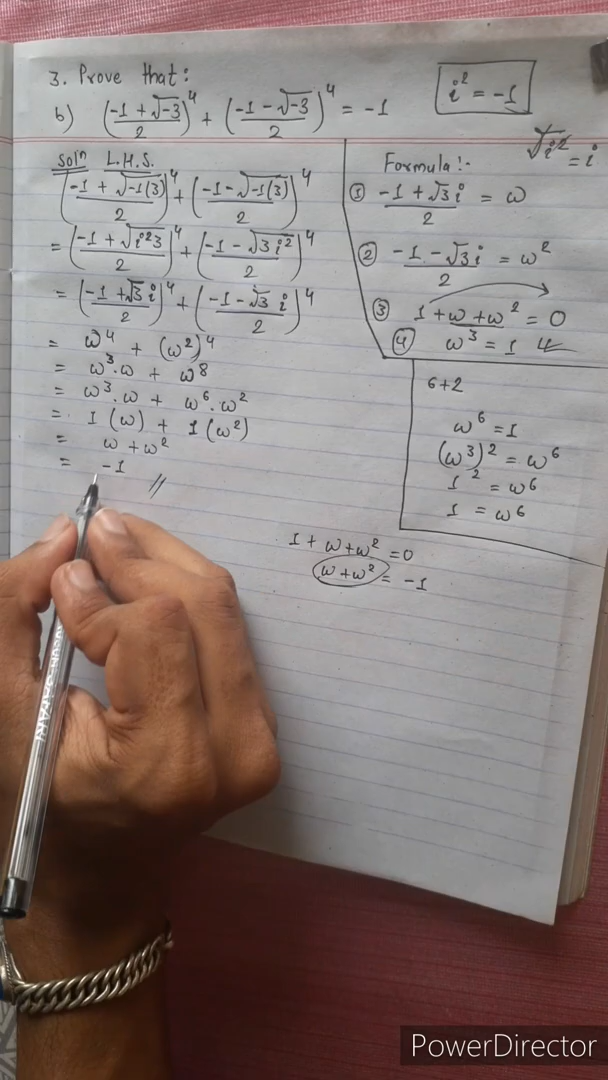 3. Prove that:
b) ((-1 + √-3)/2)^4 + ((-1 - √-3)/2)^4 = -1
i² = -1
√i² = i
Soln L.H.S.
((-1 + √-1(3))/2)^4 + ((-1 - √-1(3))/2)^4
= ((-1 + √i²3)/2)^4 + ((-1 - √3i²)/2)^4
= ((-1 + √3 i)/2)^4 + ((-1 - √3 i)/2)^4
= ω^4 + (ω²)^4
= ω³·ω + ω^8
= ω³·ω + ω^6·ω²
= 1(ω) + 1(ω²)
= ω + ω²
= -1 //
Formula:-
① (-1 + √3 i)/2 = ω
② (-1 - √3 i)/2 = ω²
③ 1 + ω + ω² = 0
④ ω³ = 1
6+2
ω^6 = 1
(ω³)² = ω^6
1² = ω^6
1 = ω^6
1 + ω + ω² = 0
ω + ω² = -1
PowerDirector